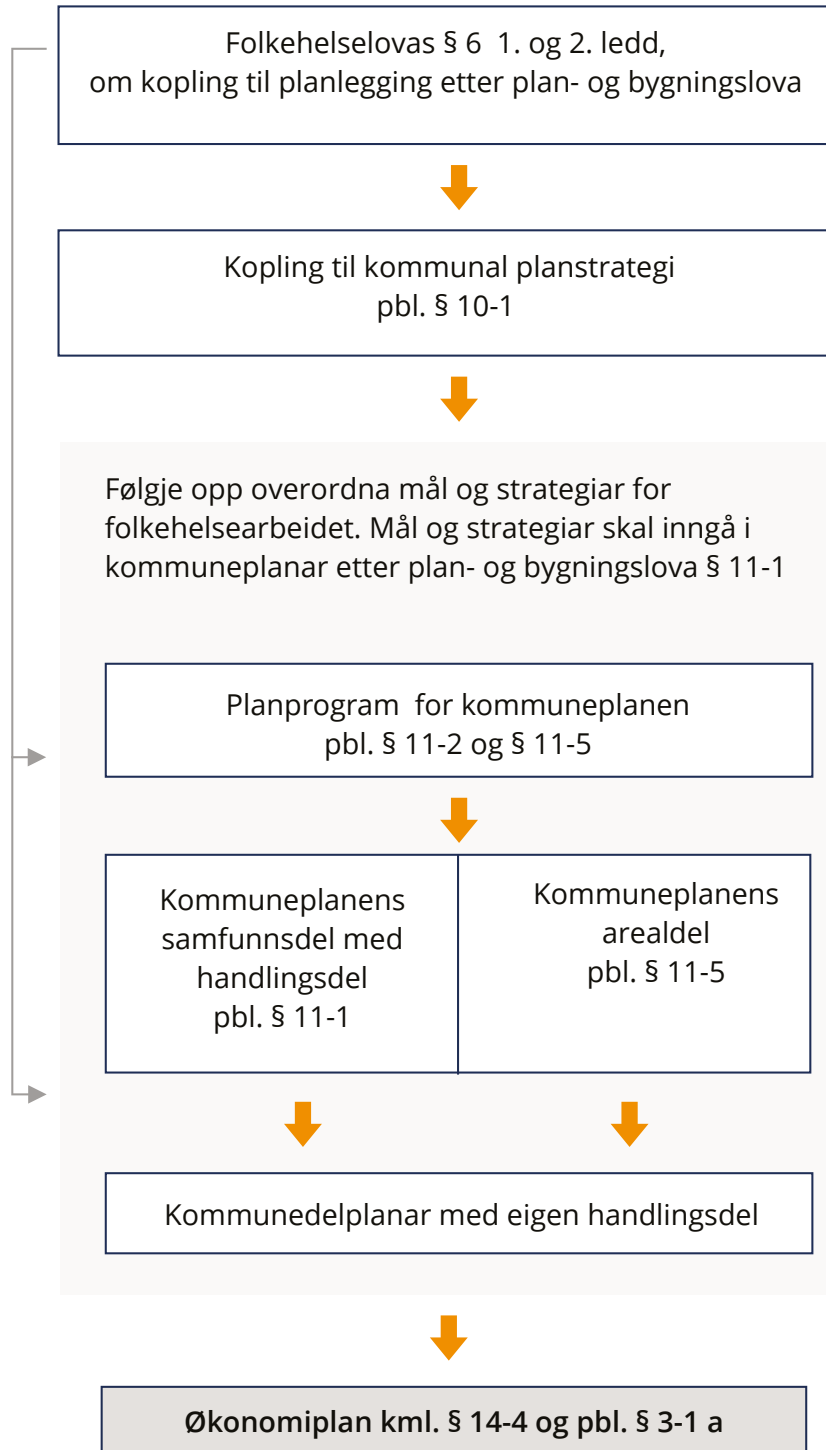 Folkehelselovas § 6  1. og 2. ledd,
om kopling til planlegging etter plan- og bygningslova
Kopling til kommunal planstrategi
pbl. § 10-1
Følgje opp overordna mål og strategiar for
folkehelsearbeidet. Mål og strategiar skal inngå i
kommuneplanar etter plan- og bygningslova § 11-1
Planprogram  for kommuneplanen
pbl. § 11-2 og § 11-5
Kommuneplanens
samfunnsdel med
handlingsdel
pbl. § 11-1
Kommuneplanens
arealdel
pbl. § 11-5
Kommunedelplanar med eigen handlingsdel
Økonomiplan kml. § 14-4 og pbl. § 3-1 a